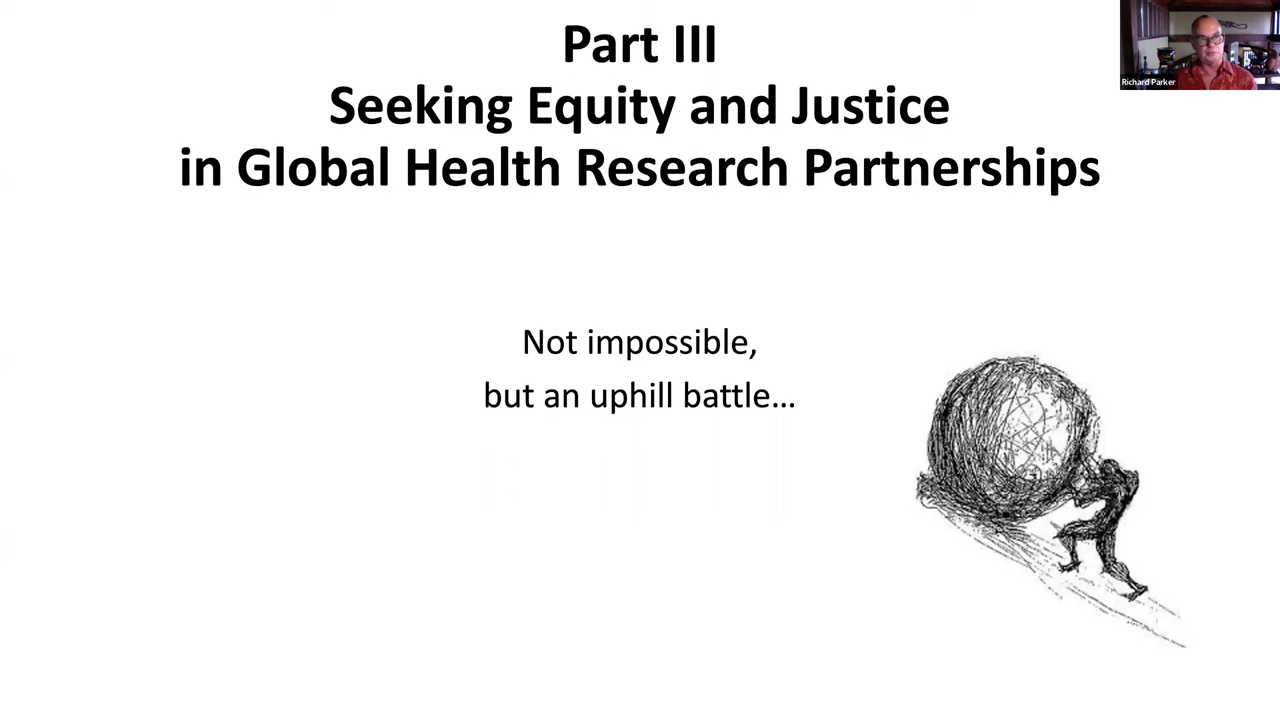 Part III
Seeking Equity and Justice
in Global Health Research Partnerships
Richard Parker
Not impossible,
but an uphill battle…